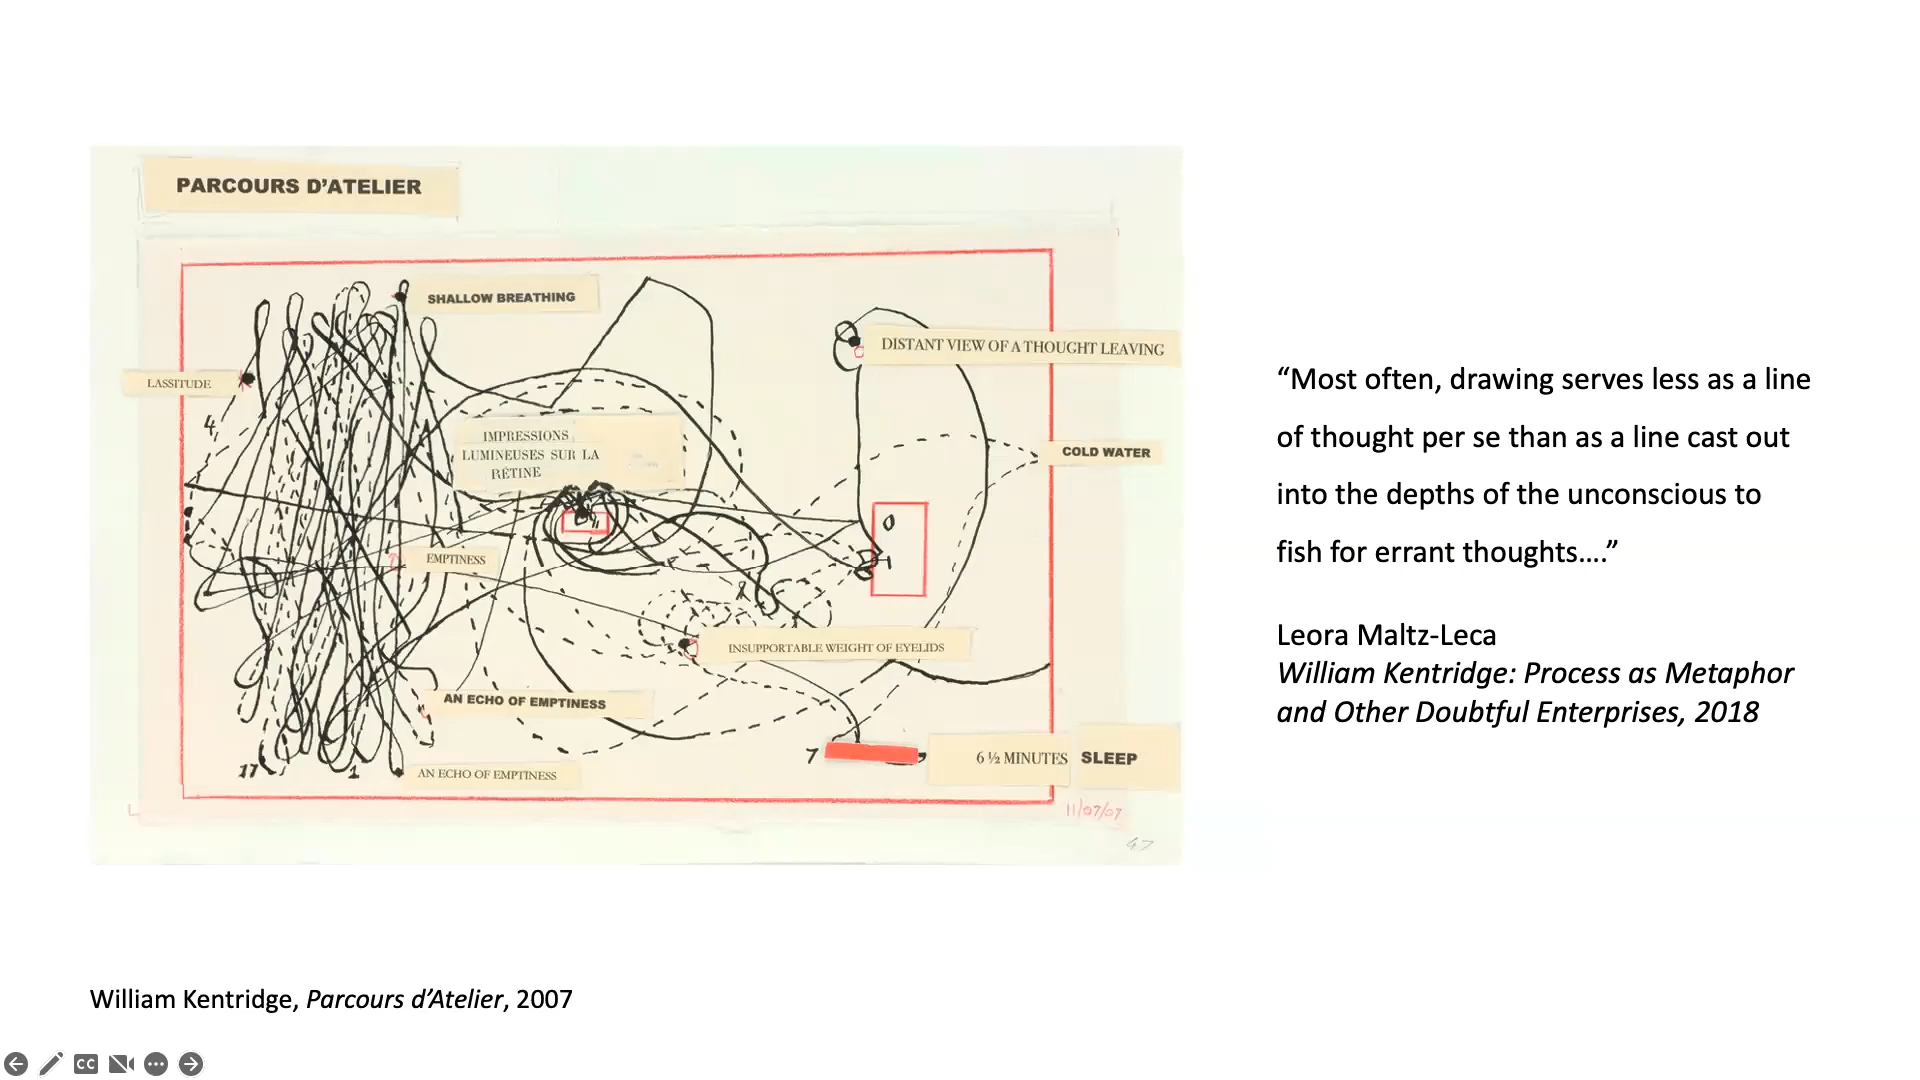 PARCOURS D'ATELIER
SHALLOW BREATHING
DISTANT VIEW OF A THOUGHT LEAVING
LASSITUDE
4
IMPRESSIONS
LUMINEUSES SUR LA
RÉTINE
COLD WATER
EMPTINESS
INSUPPORTABLE WEIGHT OF EYELIDS
AN ECHO OF EMPTINESS
7
6 ½ MINUTES SLEEP
17
1
AN ECHO OF EMPTINESS
11/07/07
47
“Most often, drawing serves less as a line
of thought per se than as a line cast out
into the depths of the unconscious to
fish for errant thoughts….”
Leora Maltz-Leca
William Kentridge: Process as Metaphor
and Other Doubtful Enterprises, 2018
William Kentridge, Parcours d’Atelier, 2007
CC